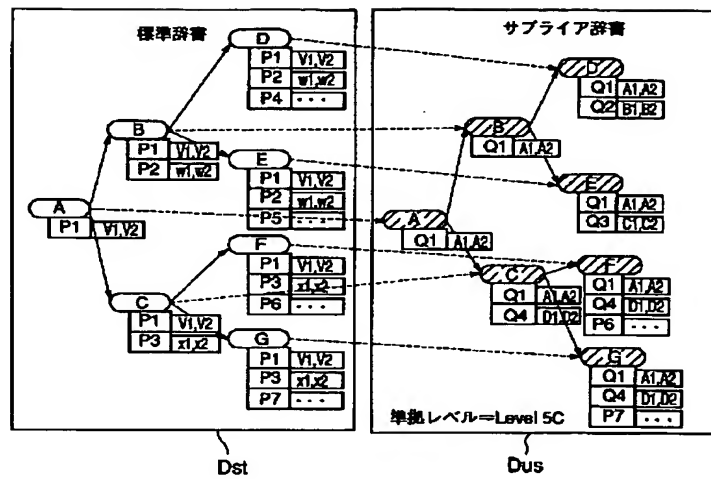 標準辞書
D
P1 V1,V2
P2 w1,w2
P4 ・・・
B
P1 V1,V2
P2 w1,w2
E
P1 V1,V2
P2 w1,w2
P5 ・・・
A
P1 V1,V2
F
P1 V1,V2
P3 x1,x2
P6 ・・・
C
P1 V1,V2
P3 x1,x2
G
P1 V1,V2
P3 x1,x2
P7 ・・・
Dst
サプライア辞書
D
Q1 A1,A2
Q2 B1,B2
B
Q1 A1,A2
E
Q1 A1,A2
Q3 C1,C2
A
Q1 A1,A2
F
Q1 A1,A2
Q4 D1,D2
P6 ・・・
C
Q1 A1,A2
Q4 D1,D2
G
Q1 A1,A2
Q4 D1,D2
P7 ・・・
準拠レベル=Level 5C
Dus